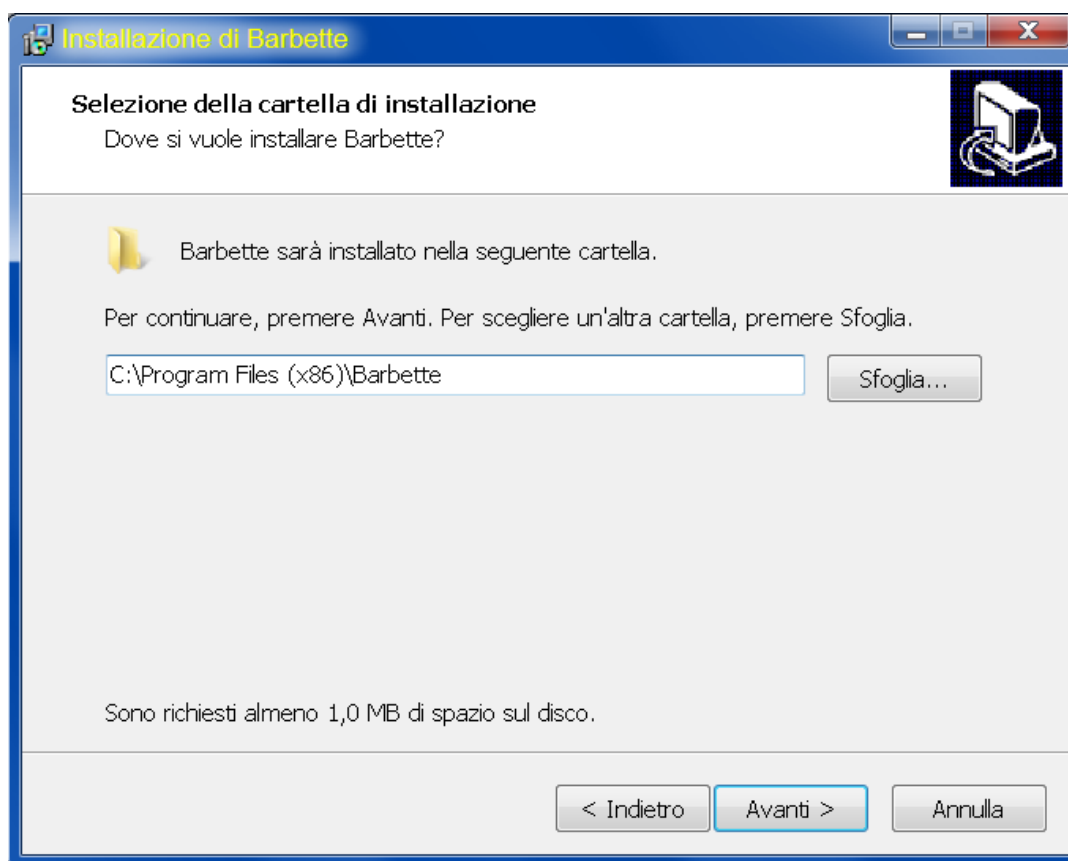 Installazione di Barbette
Selezione della cartella di installazione
Dove si vuole installare Barbette?
Barbette sarà installato nella seguente cartella.
Per continuare, premere Avanti. Per scegliere un'altra cartella, premere Sfoglia.
C:\Program Files (x86)\Barbette
Sfoglia...
Sono richiesti almeno 1,0 MB di spazio sul disco.
< Indietro
Avanti >
Annulla